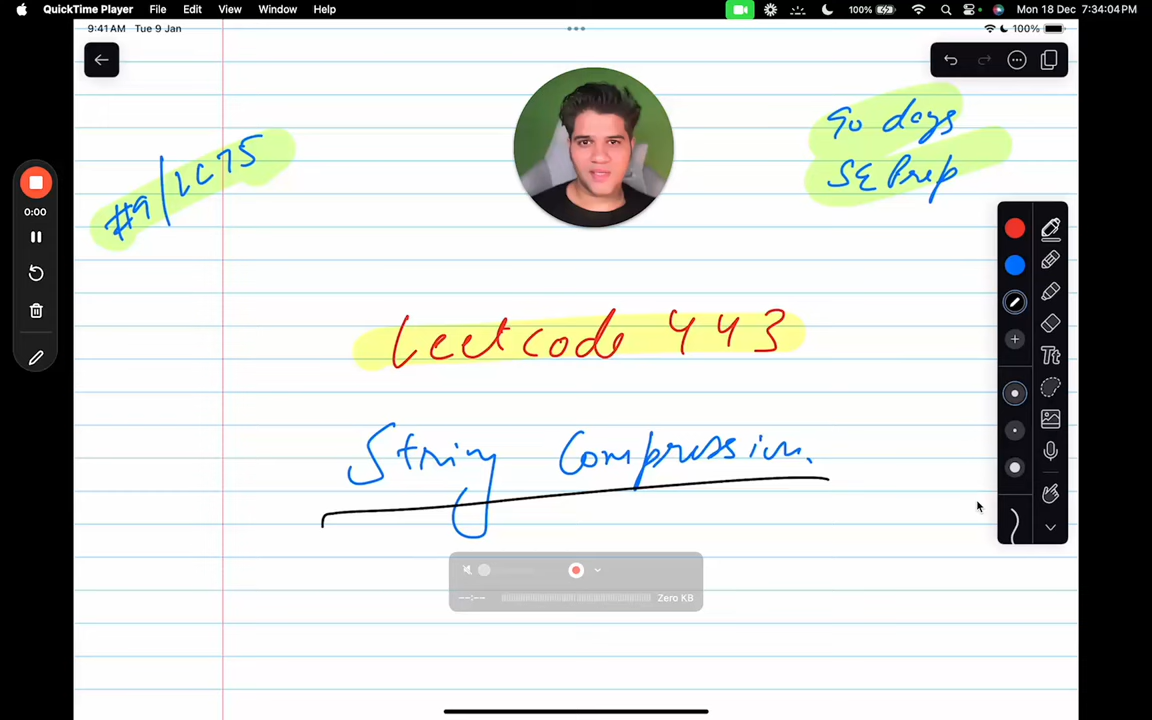 QuickTime Player File Edit View Window Help 100% Mon 18 Dec 7:34:04 PM
9:41 AM Tue 9 Jan 100%
90 days
SE Prep
#9/LC75
0:00
Leetcode 443
Tt
String Compression.
--:-- Zero KB